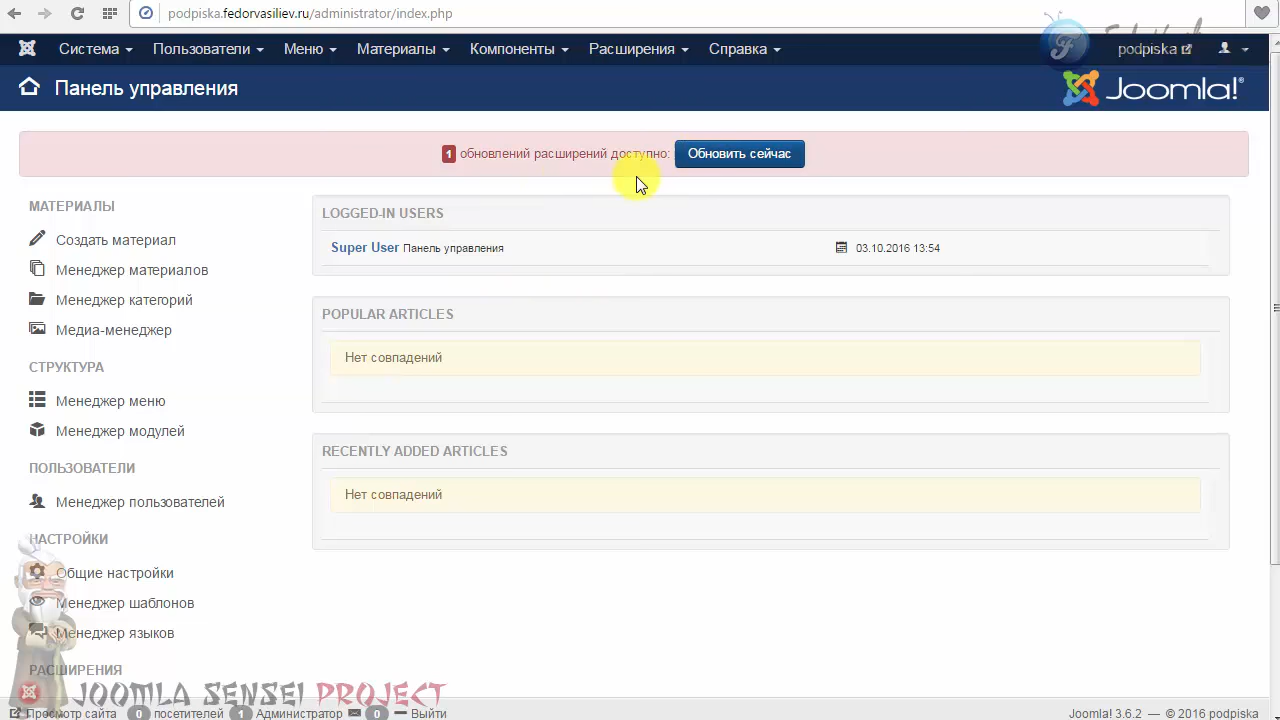 podpiska.fedorvasiliev.ru/administrator/index.php
Система Пользователи Меню Материалы Компоненты Расширения Справка podpiska
Панель управления
Joomla!®
1 обновлений расширений доступно: Обновить сейчас
МАТЕРИАЛЫ
Создать материал
Менеджер материалов
Менеджер категорий
Медиа-менеджер
СТРУКТУРА
Менеджер меню
Менеджер модулей
ПОЛЬЗОВАТЕЛИ
Менеджер пользователей
НАСТРОЙКИ
Общие настройки
Менеджер шаблонов
Менеджер языков
РАСШИРЕНИЯ
LOGGED-IN USERS
Super User Панель управления 03.10.2016 13:54
POPULAR ARTICLES
Нет совпадений
RECENTLY ADDED ARTICLES
Нет совпадений
JOOMLA SENSEI PROJECT
Просмотр сайта 0 посетителей 1 Администратор 0 Выйти
Joomla! 3.6.2 — © 2016 podpiska